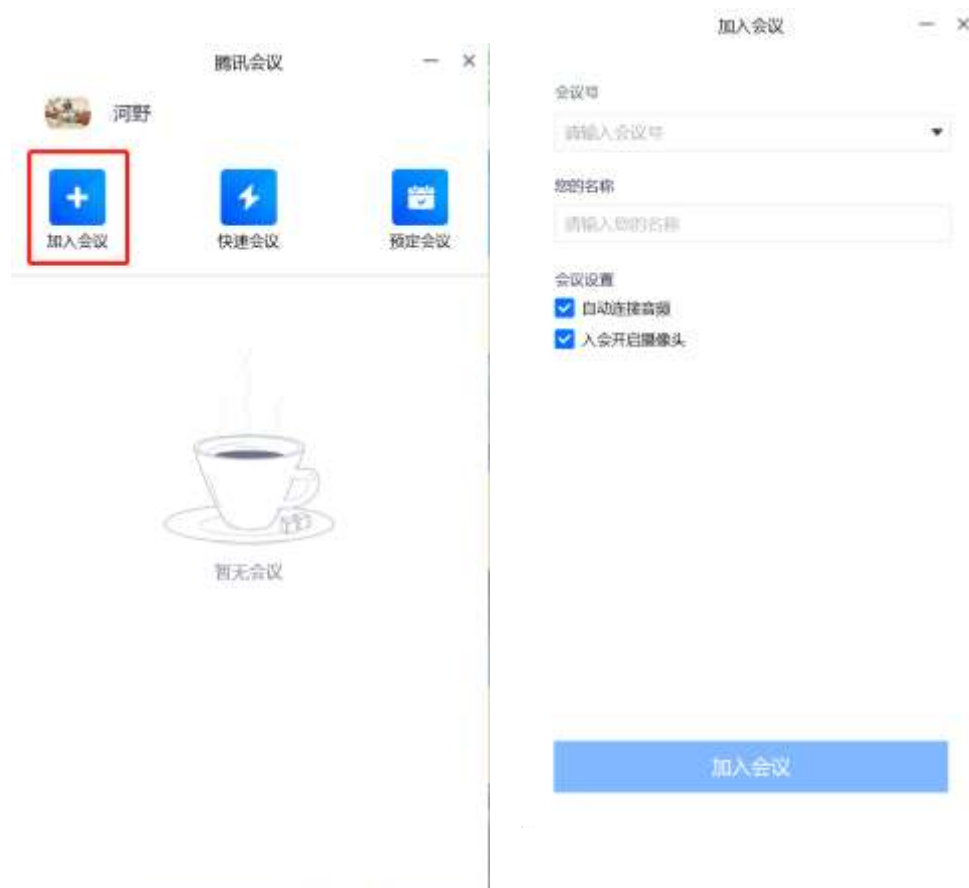 腾讯会议
河野
加入会议
快速会议
预定会议
暂无会议
加入会议
会议号
请输入会议号
您的名称
请输入您的名称
会议设置
自动连接音频
入会开启摄像头
加入会议